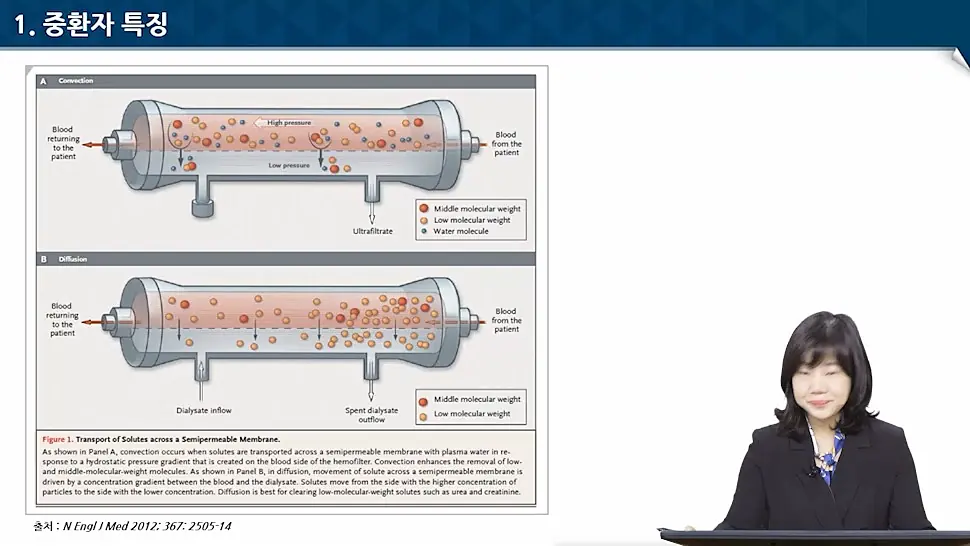 1. 중환자 특징
A Convection
High pressure
Low pressure
Blood
returning
to the
patient
Blood
from the
patient
Ultrafiltrate
Middle molecular weight
Low molecular weight
Water molecule
B Diffusion
Blood
returning
to the
patient
Blood
from the
patient
Dialysate inflow
Spent dialysate
outflow
Middle molecular weight
Low molecular weight
Figure 1. Transport of Solutes across a Semipermeable Membrane.
As shown in Panel A, convection occurs when solutes are transported across a semipermeable membrane with plasma water in re-
sponse to a hydrostatic pressure gradient that is created on the blood side of the hemofilter. Convection enhances the removal of low-
and middle-molecular-weight molecules. As shown in Panel B, in diffusion, movement of solute across a semipermeable membrane is
driven by a concentration gradient between the blood and the dialysate. Solutes move from the side with the higher concentration of
particles to the side with the lower concentration. Diffusion is best for clearing low-molecular-weight solutes such as urea and creatinine.
출처 : N Engl J Med 2012; 367: 2505-14